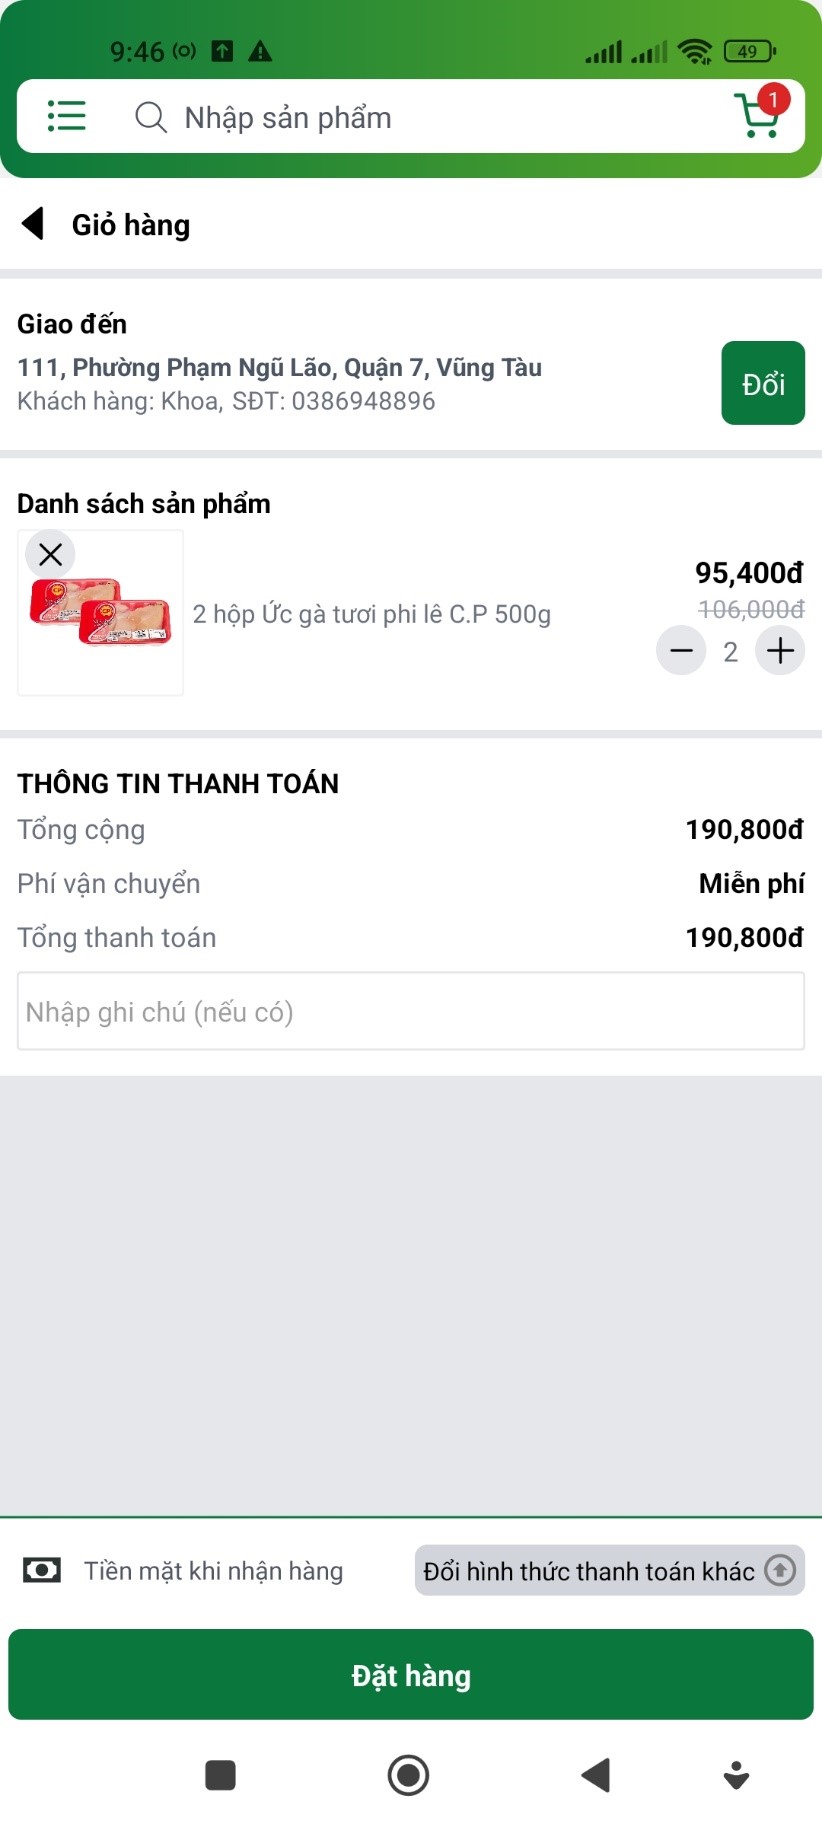 9:46
49
Nhập sản phẩm
1
Giỏ hàng
Giao đến
111, Phường Phạm Ngũ Lão, Quận 7, Vũng Tàu
Khách hàng: Khoa, SĐT: 0386948896
Đổi
Danh sách sản phẩm
2 hộp Ức gà tươi phi lê C.P 500g
95,400đ
106,000đ
2
THÔNG TIN THANH TOÁN
Tổng cộng 190,800đ
Phí vận chuyển Miễn phí
Tổng thanh toán 190,800đ
Nhập ghi chú (nếu có)
Tiền mặt khi nhận hàng
Đổi hình thức thanh toán khác
Đặt hàng